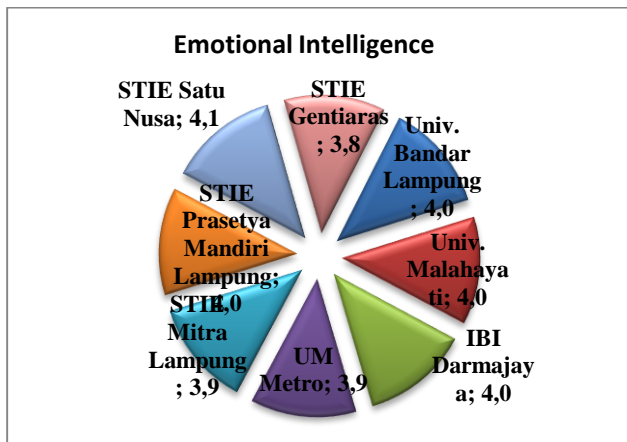 Emotional Intelligence
STIE Satu
Nusa; 4,1
STIE
Gentiaras
; 3,8
Univ.
Bandar
Lampung
; 4,0
Univ.
Malahaya
ti; 4,0
IBI
Darmajay
a; 4,0
UM
Metro; 3,9
STIE
Mitra
Lampung
; 3,9
STIE
Prasetya
Mandiri
Lampung;
4,0